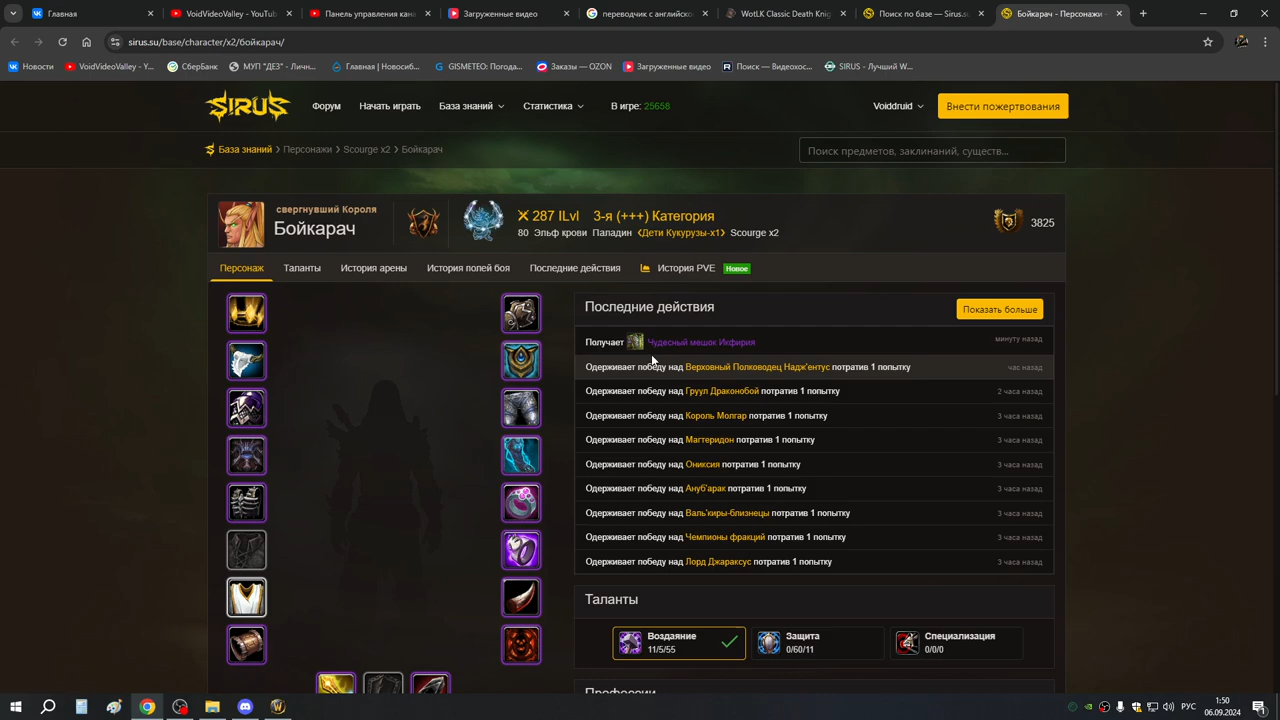 Главная
VoidVideoValley - YouTu
Панель управления кана
Загруженные видео
переводчик с английско
WotLK Classic Death Knig
Поиск по базе — Sirus.su
Бойкарач - Персонажи -
sirus.su/base/character/x2/бойкарач/
Новости
VoidVideoValley - Y...
СберБанк
МУП "ДЕЗ" - Личн...
Главная | Новосиб...
GISMETEO: Погода...
Заказы — OZON
Загруженные видео
Поиск — Видеохос...
SIRUS - Лучший W...
SIRUS
Форум
Начать играть
База знаний
Статистика
В игре: 25658
Voiddruid
Внести пожертвования
База знаний > Персонажи > Scourge x2 > Бойкарач
Поиск предметов, заклинаний, существ...
свергнувший Короля
Бойкарач
287 ILvl 3-я (+++) Категория
80 Эльф крови Паладин <Дети Кукурузы-x1> Scourge x2
3825
Персонаж
Таланты
История арены
История полей боя
Последние действия
История PVE
Новое
Последние действия
Показать больше
Получает Чудесный мешок Икфирия
минуту назад
Одерживает победу над Верховный Полководец Надж'ентус потратив 1 попытку
час назад
Одерживает победу над Груул Драконобой потратив 1 попытку
2 часа назад
Одерживает победу над Король Молгар потратив 1 попытку
3 часа назад
Одерживает победу над Магтеридон потратив 1 попытку
3 часа назад
Одерживает победу над Ониксия потратив 1 попытку
3 часа назад
Одерживает победу над Ануб'арак потратив 1 попытку
3 часа назад
Одерживает победу над Валь'киры-близнецы потратив 1 попытку
3 часа назад
Одерживает победу над Чемпионы фракций потратив 1 попытку
3 часа назад
Одерживает победу над Лорд Джараксус потратив 1 попытку
3 часа назад
Таланты
Воздаяние
11/5/55
Защита
0/60/11
Специализация
0/0/0
Профессии
РУС
1:50
06.09.2024